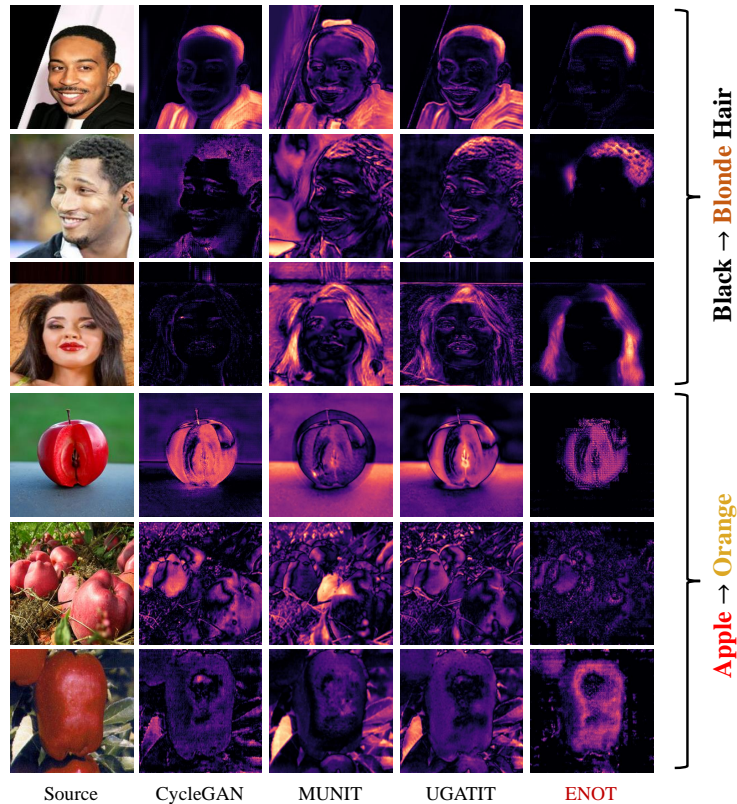 Black → Blonde Hair
Apple → Orange
Source CycleGAN MUNIT UGATIT ENOT